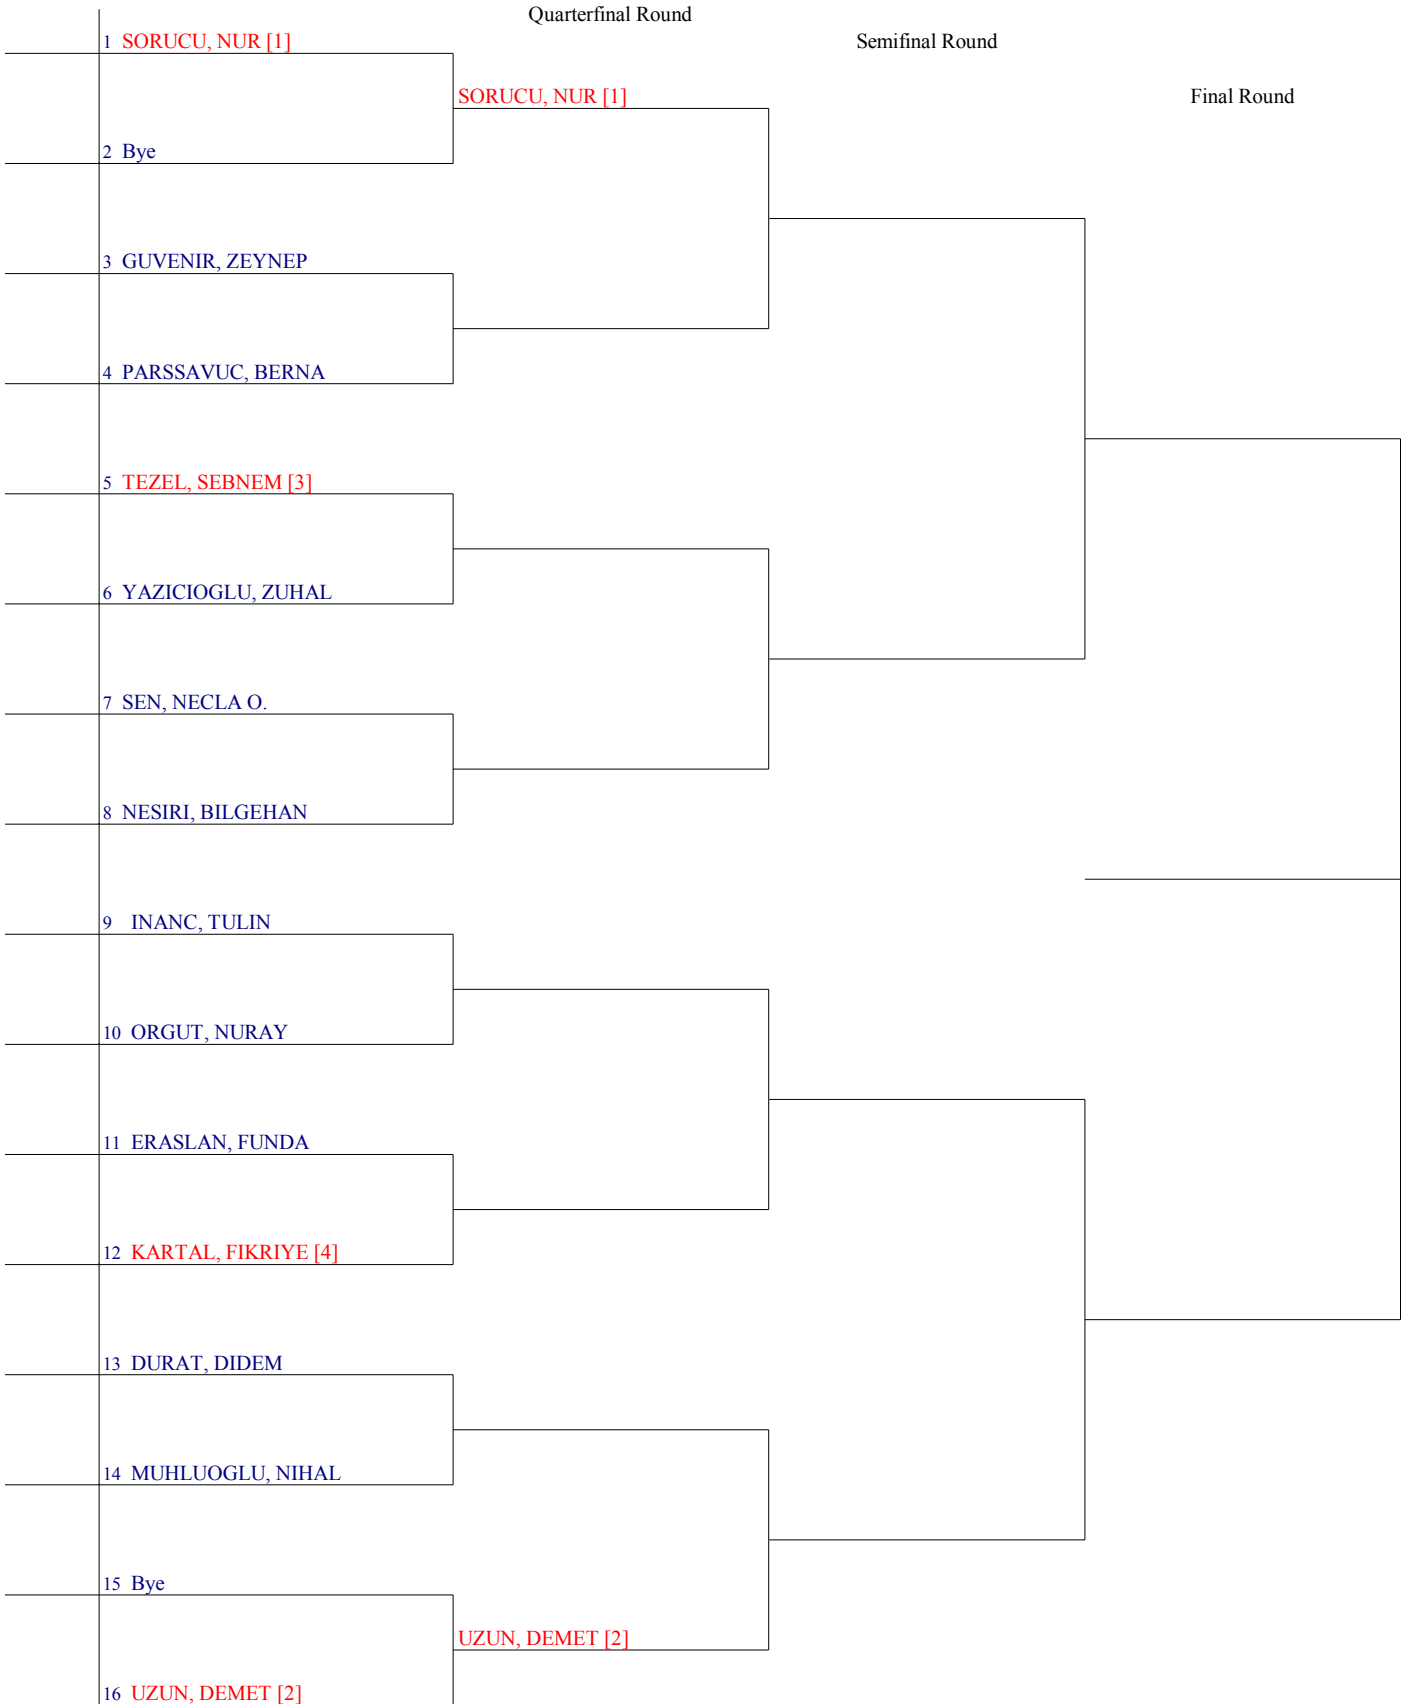 Quarterfinal Round
1 SORUCU, NUR [1]
Semifinal Round
SORUCU, NUR [1]
Final Round
2 Bye
3 GUVENIR, ZEYNEP
4 PARSSAVUC, BERNA
5 TEZEL, SEBNEM [3]
6 YAZICIOGLU, ZUHAL
7 SEN, NECLA O.
8 NESIRI, BILGEHAN
9 INANC, TULIN
10 ORGUT, NURAY
11 ERASLAN, FUNDA
12 KARTAL, FIKRIYE [4]
13 DURAT, DIDEM
14 MUHLUOGLU, NIHAL
15 Bye
UZUN, DEMET [2]
16 UZUN, DEMET [2]